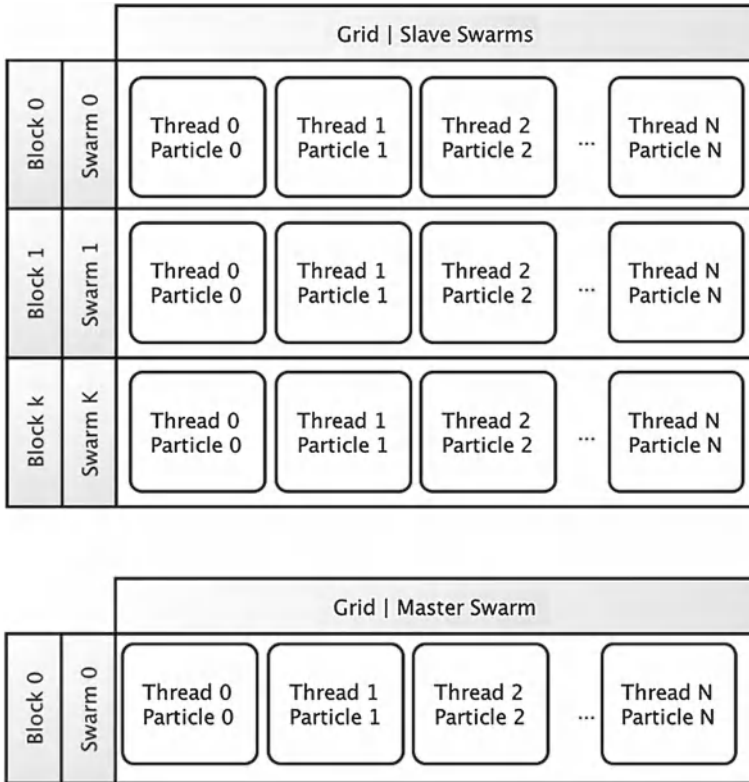 Grid | Slave Swarms
Block 0
Swarm 0
Thread 0
Particle 0
Thread 1
Particle 1
Thread 2
Particle 2
...
Thread N
Particle N
Block 1
Swarm 1
Thread 0
Particle 0
Thread 1
Particle 1
Thread 2
Particle 2
...
Thread N
Particle N
Block k
Swarm K
Thread 0
Particle 0
Thread 1
Particle 1
Thread 2
Particle 2
...
Thread N
Particle N
Grid | Master Swarm
Block 0
Swarm 0
Thread 0
Particle 0
Thread 1
Particle 1
Thread 2
Particle 2
...
Thread N
Particle N